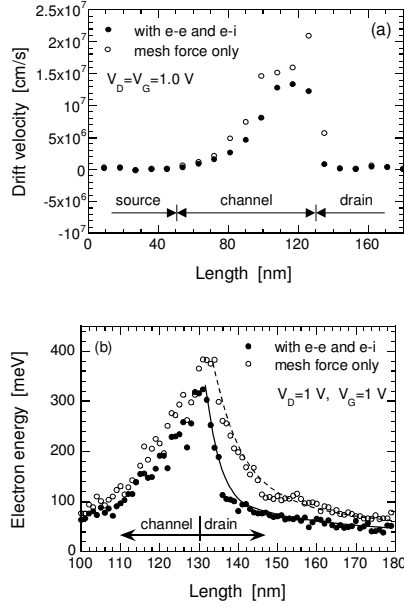 2.5x10^7
2x10^7
1.5x10^7
1x10^7
5x10^6
0
-5x10^6
-10^7
Drift velocity [cm/s]
with e-e and e-i
mesh force only
(a)
V_D=V_G=1.0 V
source channel drain
0 40 80 120 160
Length [nm]
(b)
with e-e and e-i
mesh force only
V_D=1 V, V_G=1 V
400
300
200
100
0
Electron energy [meV]
channel drain
100 110 120 130 140 150 160 170 180
Length [nm]